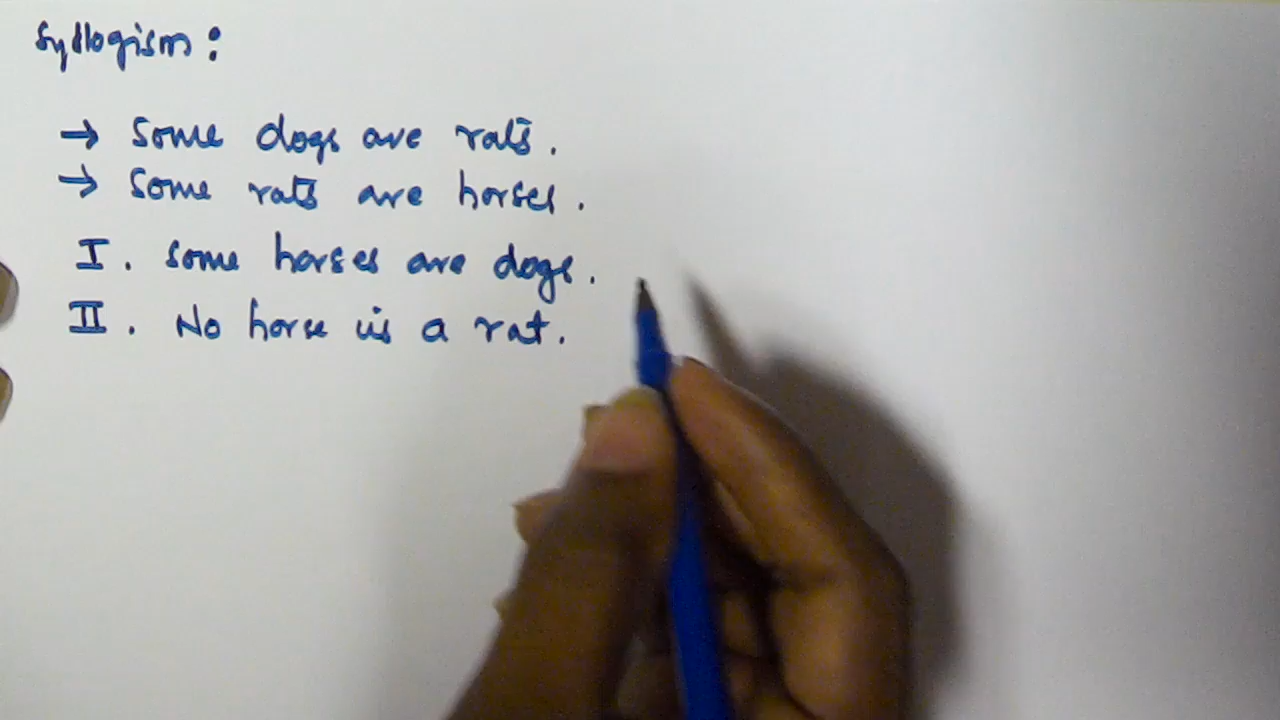 Syllogism :
→ Some dogs are rats.
→ Some rats are horses.
I. Some horses are dogs.
II. No horse is a rat.